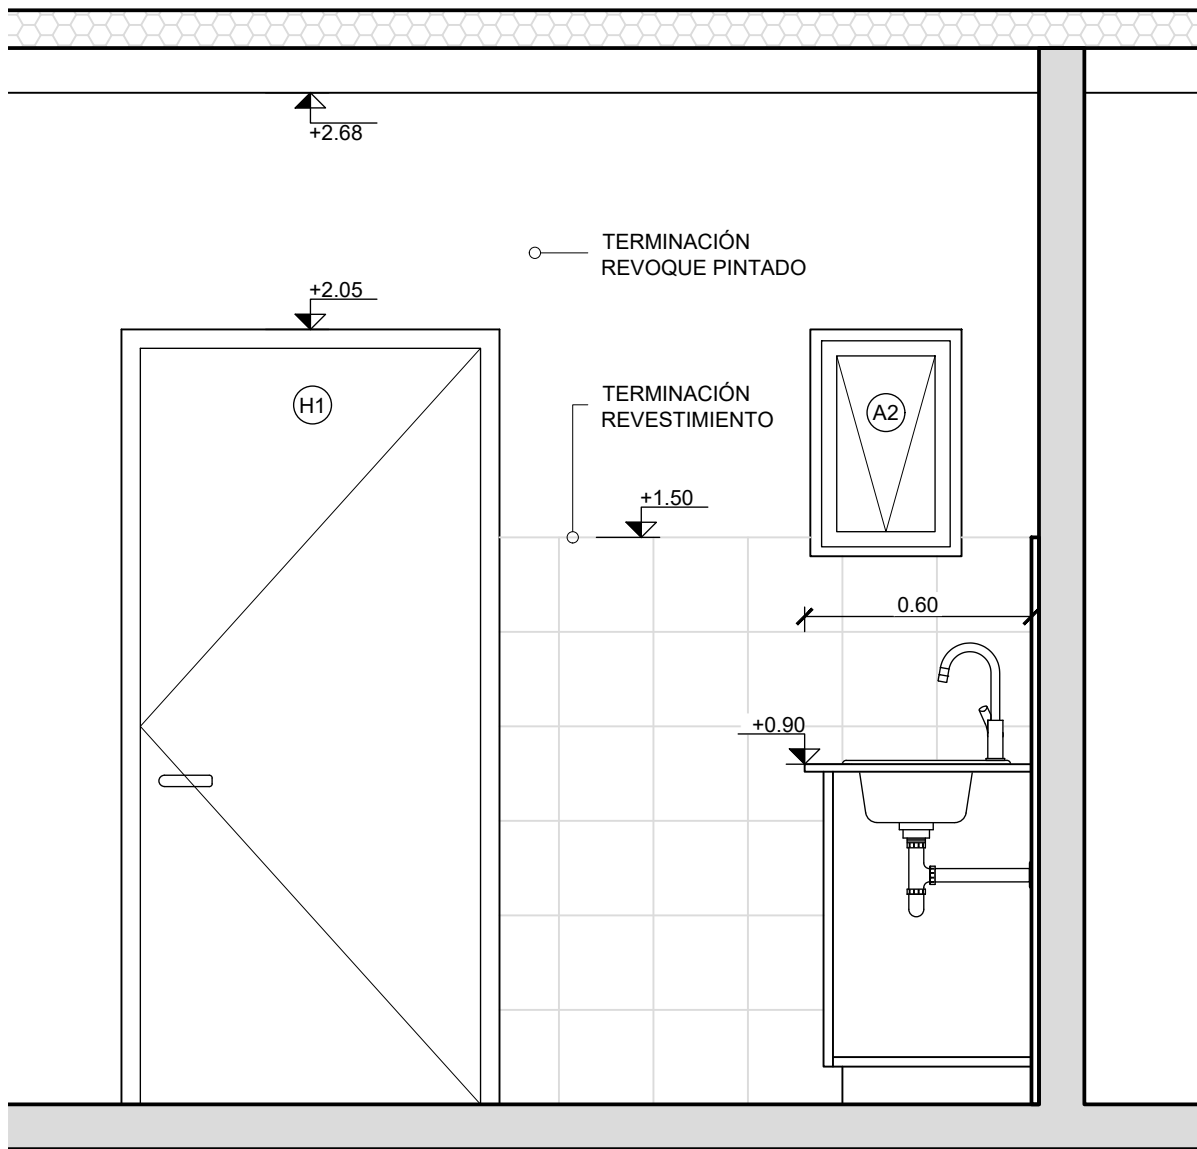 +2.68
TERMINACIÓN
REVOQUE PINTADO
+2.05
H1
TERMINACIÓN
REVESTIMIENTO
A2
+1.50
0.60
+0.90